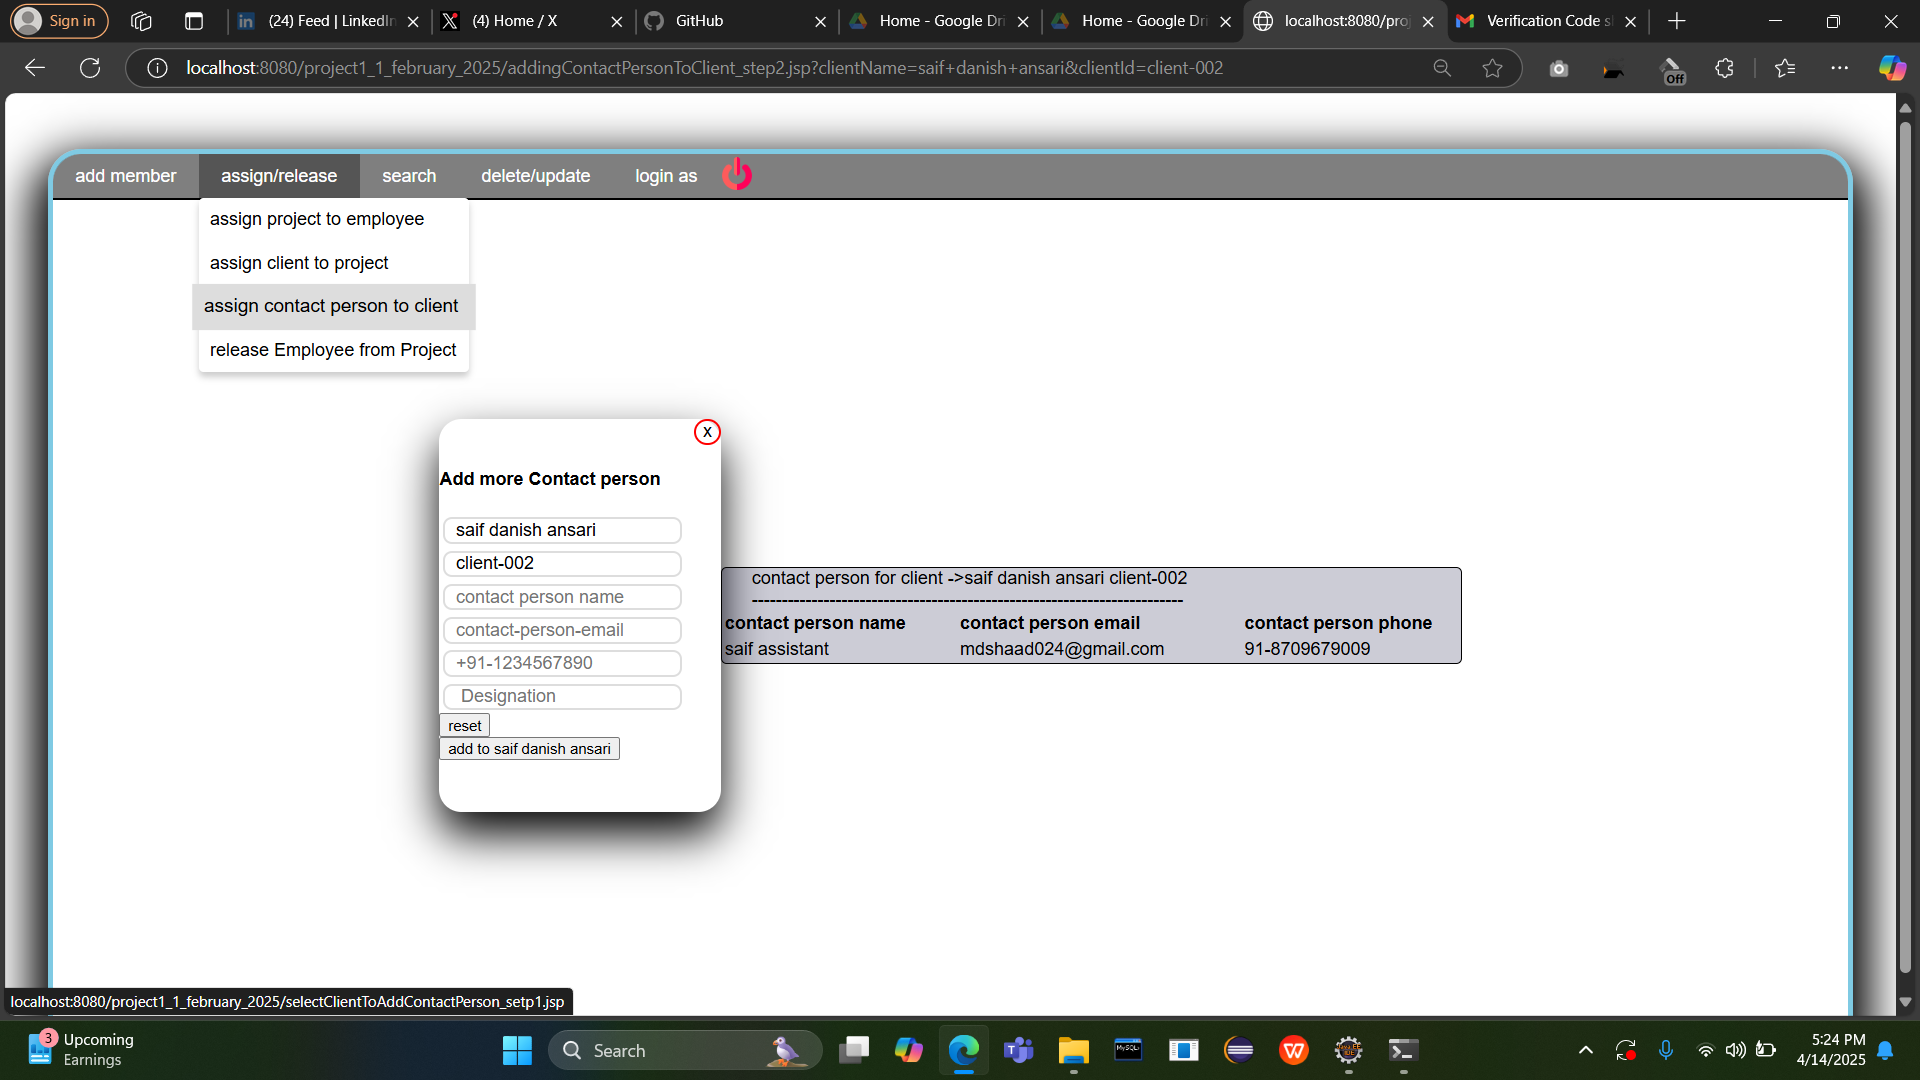 Sign in
(24) Feed | LinkedIn
(4) Home / X
GitHub
Home - Google Dri
Home - Google Dri
localhost:8080/proj
Verification Code s
localhost:8080/project1_1_february_2025/addingContactPersonToClient_step2.jsp?clientName=saif+danish+ansari&clientId=client-002
Off
add member
assign/release
search
delete/update
login as
assign project to employee
assign client to project
assign contact person to client
release Employee from Project
X
Add more Contact person
saif danish ansari
client-002
contact person name
contact-person-email
+91-1234567890
Designation
reset
add to saif danish ansari
contact person for client ->saif danish ansari client-002
------------------------------------------------------------------------
contact person name contact person email contact person phone
saif assistant mdshaad024@gmail.com 91-8709679009
localhost:8080/project1_1_february_2025/selectClientToAddContactPerson_setp1.jsp
3
Upcoming
Earnings
Search
MySQL
5:24 PM
4/14/2025